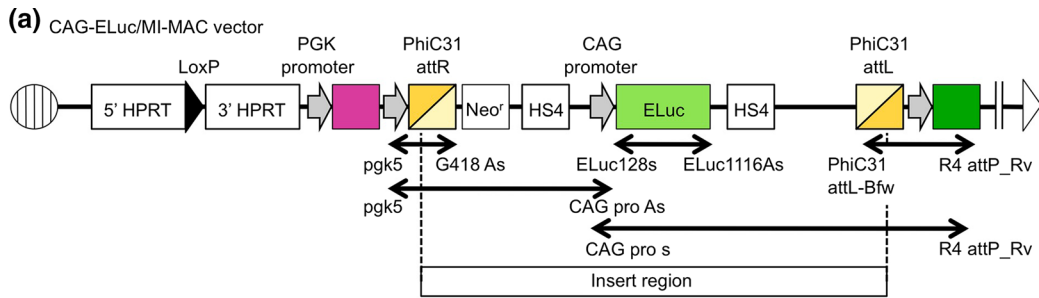 (a) CAG-ELuc/MI-MAC vector
LoxP
PGK
promoter
PhiC31
attR
CAG
promoter
PhiC31
attL
5' HPRT
3' HPRT
Neor
HS4
ELuc
HS4
pgk5
G418 As
ELuc128s
ELuc1116As
PhiC31
attL-Bfw
R4 attP_Rv
pgk5
CAG pro As
CAG pro s
R4 attP_Rv
Insert region